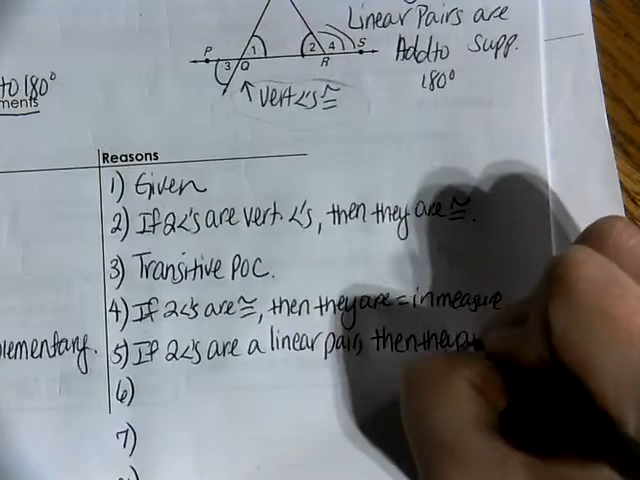 Linear Pairs are
Add to Supp.
180°
P 3 Q 1 2 4 R S
to 180°
ments
↑ vert ∠'s ≅
Reasons
1) Given
2) If 2∠'s are vert. ∠'s, then they are ≅.
3) Transitive POC.
4) If 2∠'s are ≅, then they are = in measure
lementary.
5) If 2∠'s are a linear pair, then the
6)
7)